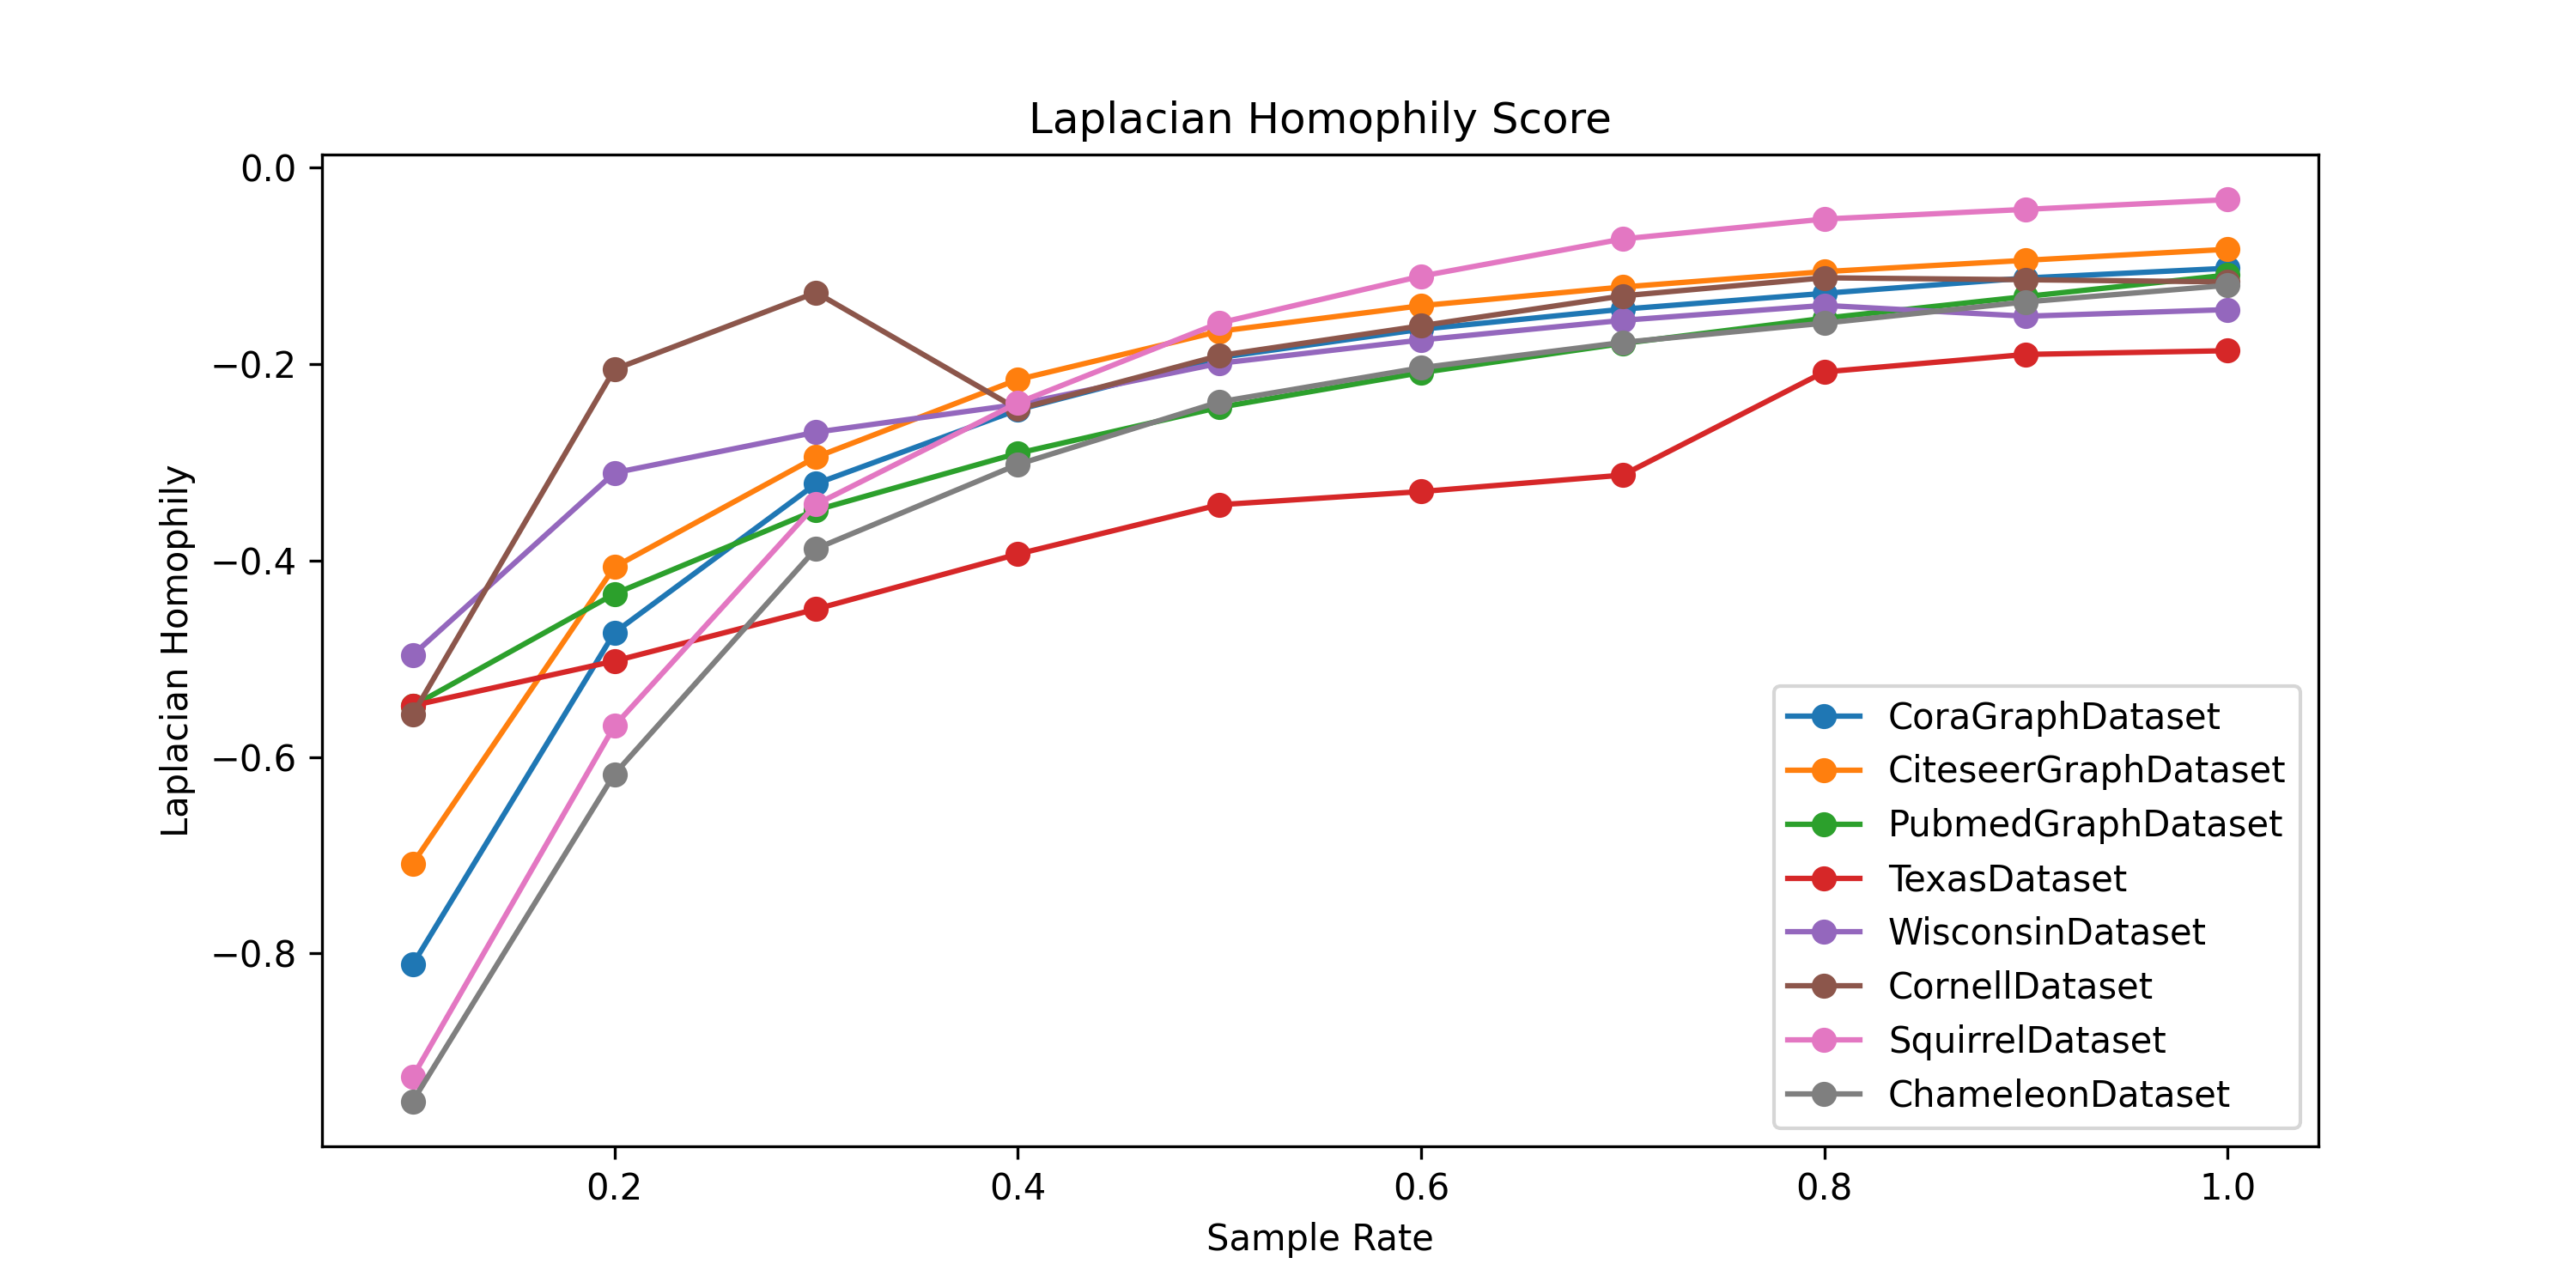 Laplacian Homophily Score
0.0
−0.2
−0.4
−0.6
−0.8
Laplacian Homophily
0.2
0.4
0.6
0.8
1.0
Sample Rate
CoraGraphDataset
CiteseerGraphDataset
PubmedGraphDataset
TexasDataset
WisconsinDataset
CornellDataset
SquirrelDataset
ChameleonDataset